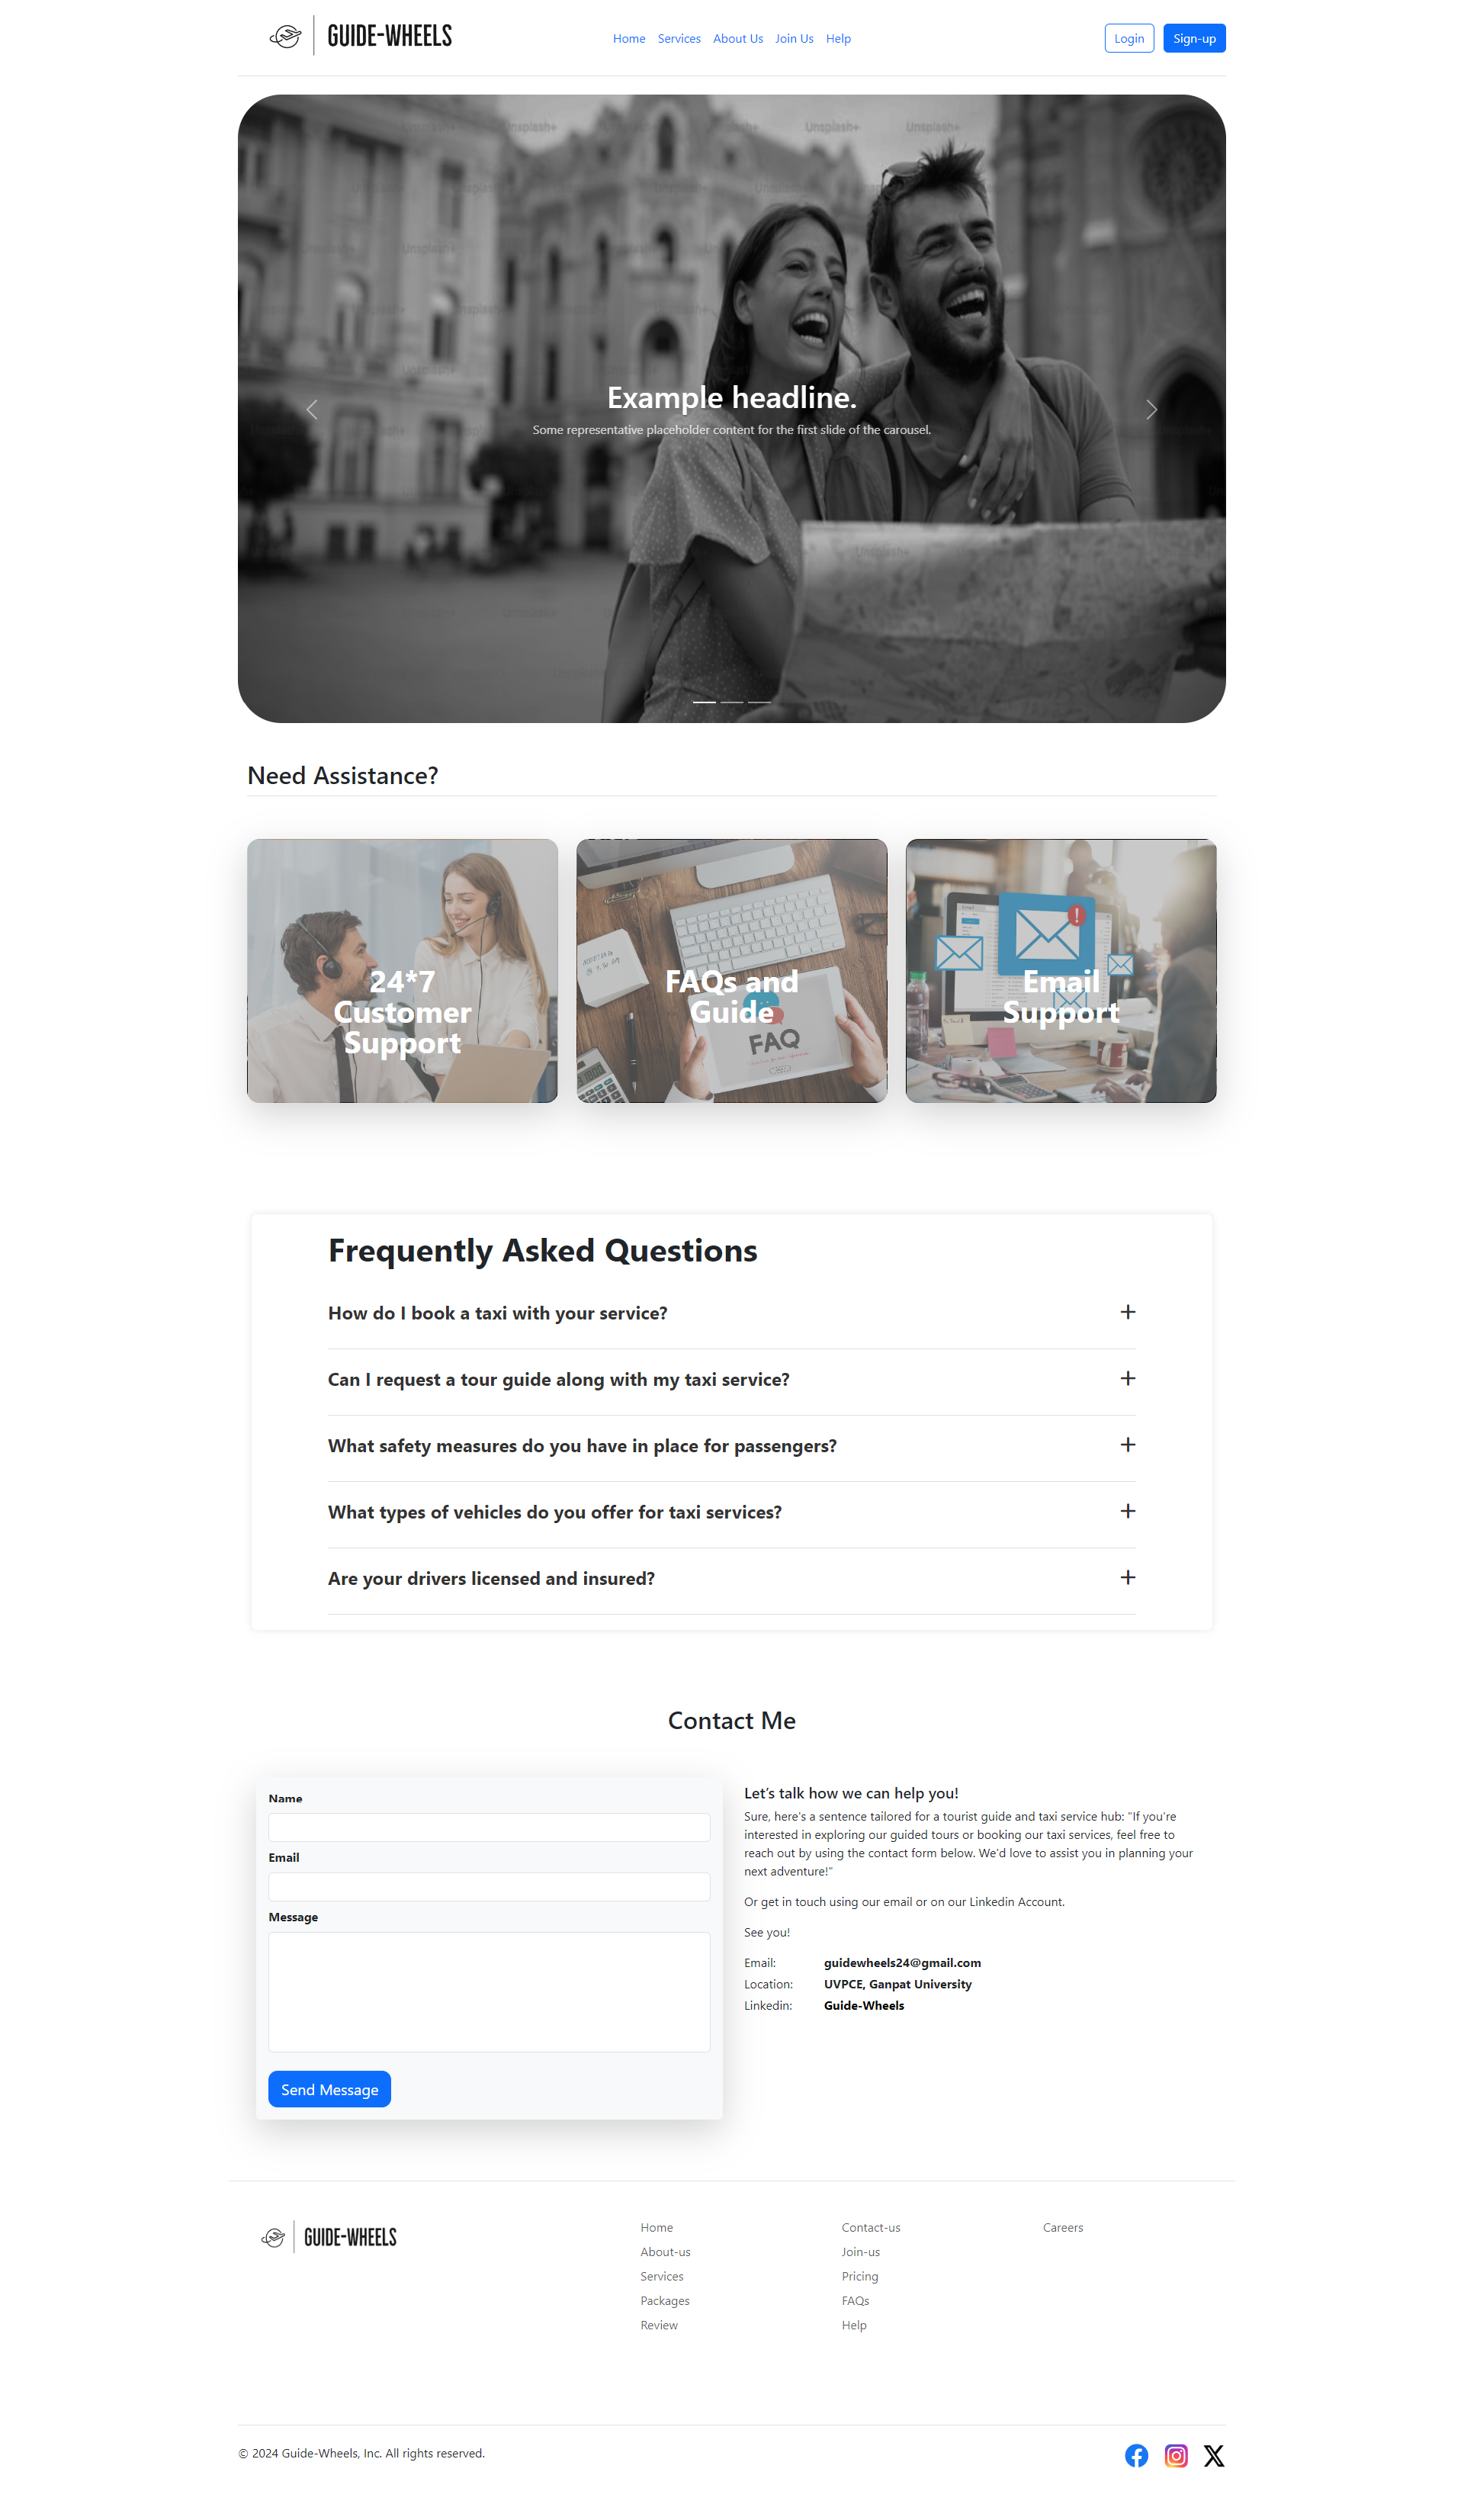 GUIDE-WHEELS
Home Services About Us Join Us Help
Login Sign-up
Unsplash+ Unsplash+
Example headline.
Some representative placeholder content for the first slide of the carousel.
Need Assistance?
24*7
Customer
Support
FAQs and
Guide
FAQ
Email
Support
Frequently Asked Questions
How do I book a taxi with your service?
Can I request a tour guide along with my taxi service?
What safety measures do you have in place for passengers?
What types of vehicles do you offer for taxi services?
Are your drivers licensed and insured?
Contact Me
Name
Email
Message
Send Message
Let’s talk how we can help you!
Sure, here's a sentence tailored for a tourist guide and taxi service hub: "If you're
interested in exploring our guided tours or booking our taxi services, feel free to
reach out by using the contact form below. We'd love to assist you in planning your
next adventure!"
Or get in touch using our email or on our Linkedin Account.
See you!
Email: guidewheels24@gmail.com
Location: UVPCE, Ganpat University
Linkedin: Guide-Wheels
GUIDE-WHEELS
Home
About-us
Services
Packages
Review
Contact-us
Join-us
Pricing
FAQs
Help
Careers
© 2024 Guide-Wheels, Inc. All rights reserved.